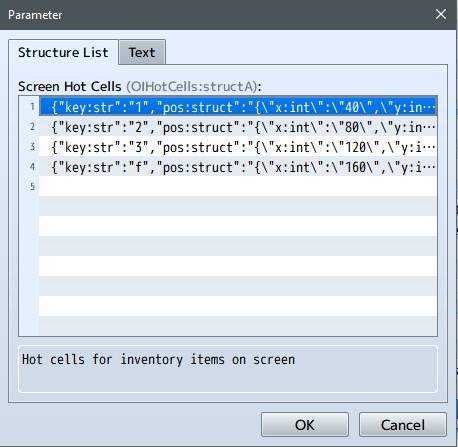 Parameter
Structure List
Text
Screen Hot Cells (OIHotCells:structA):
1 {"key:str":"1","pos:struct":"{\"x:int\":\"40\",\"y:in···
2 {"key:str":"2","pos:struct":"{\"x:int\":\"80\",\"y:in···
3 {"key:str":"3","pos:struct":"{\"x:int\":\"120\",\"y:i···
4 {"key:str":"f","pos:struct":"{\"x:int\":\"160\",\"y:i···
5
Hot cells for inventory items on screen
OK
Cancel